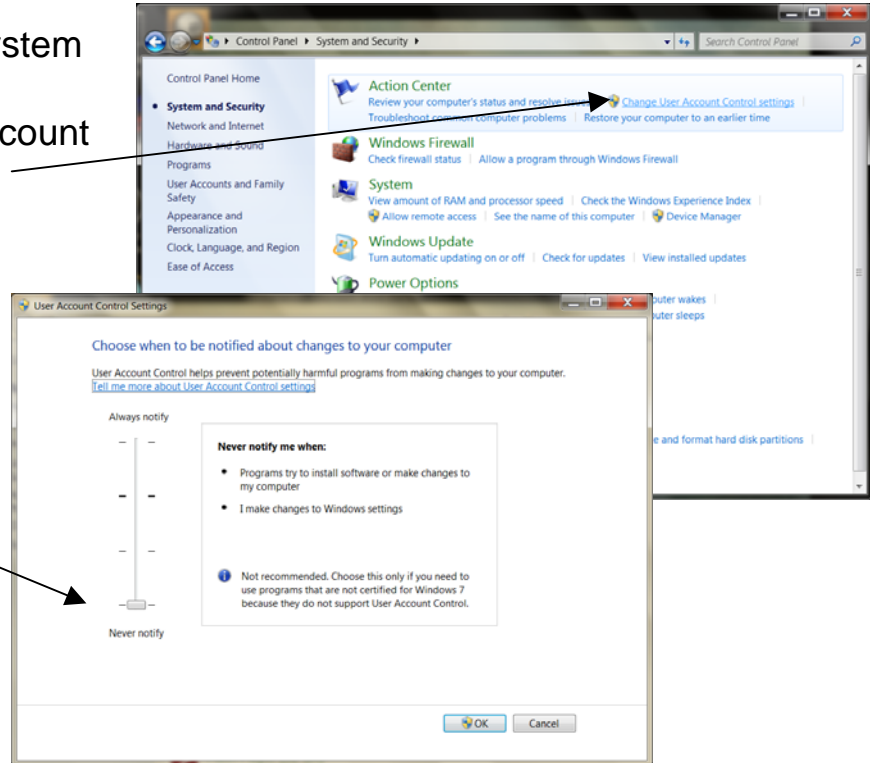 ystem
count
Control Panel ▸ System and Security ▸
Search Control Panel
Control Panel Home
• System and Security
Network and Internet
Hardware and Sound
Programs
User Accounts and Family
Safety
Appearance and
Personalization
Clock, Language, and Region
Ease of Access
Action Center
Review your computer's status and resolve Change User Account Control settings
Troubleshoot common computer problems Restore your computer to an earlier time
Windows Firewall
Check firewall status Allow a program through Windows Firewall
System
View amount of RAM and processor speed Check the Windows Experience Index
Allow remote access See the name of this computer Device Manager
Windows Update
Turn automatic updating on or off Check for updates View installed updates
Power Options
puter wakes
puter sleeps
e and format hard disk partitions
User Account Control Settings
Choose when to be notified about changes to your computer
User Account Control helps prevent potentially harmful programs from making changes to your computer.
Tell me more about User Account Control settings
Always notify
Never notify me when:
• Programs try to install software or make changes to
my computer
• I make changes to Windows settings
Not recommended. Choose this only if you need to
use programs that are not certified for Windows 7
because they do not support User Account Control.
Never notify
OK Cancel